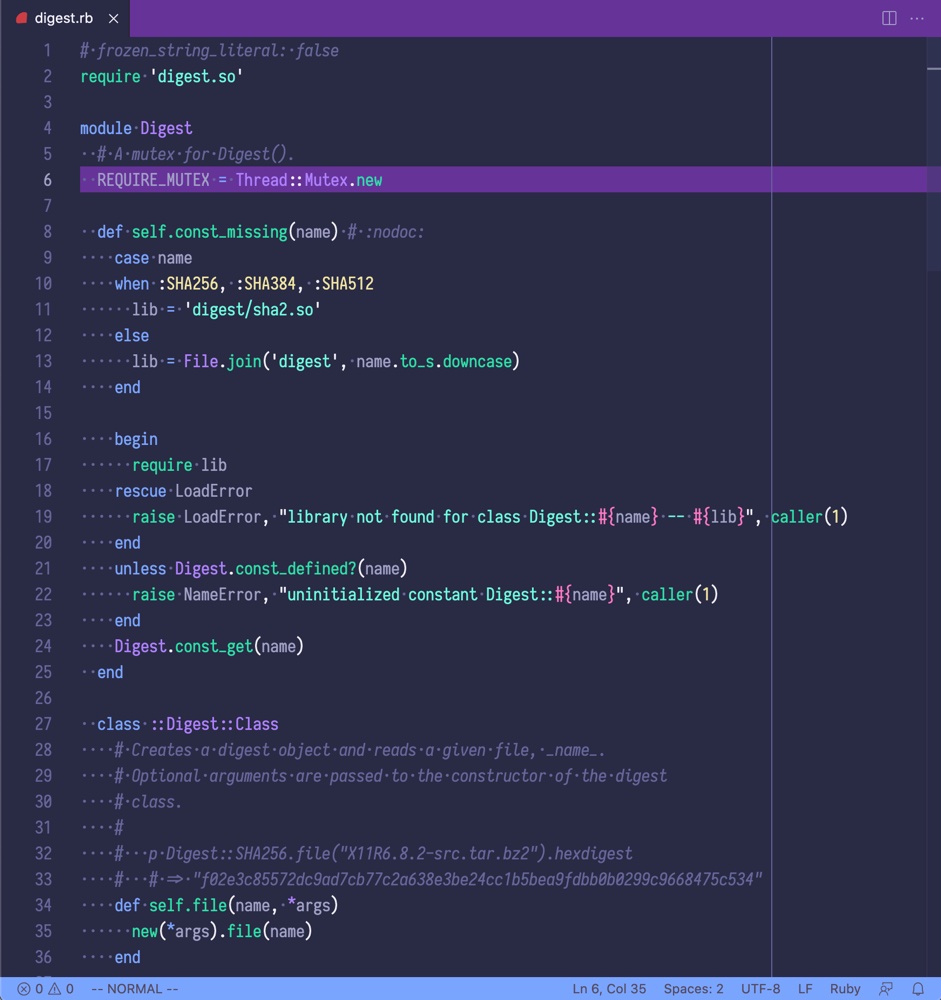 digest.rb
1 # frozen_string_literal: false
2 require 'digest.so'
3
4 module Digest
5   # A mutex for Digest().
6   REQUIRE_MUTEX = Thread::Mutex.new
7
8   def self.const_missing(name) # :nodoc:
9     case name
10     when :SHA256, :SHA384, :SHA512
11       lib = 'digest/sha2.so'
12     else
13       lib = File.join('digest', name.to_s.downcase)
14     end
15
16     begin
17       require lib
18     rescue LoadError
19       raise LoadError, "library not found for class Digest::#{name} -- #{lib}", caller(1)
20     end
21     unless Digest.const_defined?(name)
22       raise NameError, "uninitialized constant Digest::#{name}", caller(1)
23     end
24     Digest.const_get(name)
25   end
26
27   class ::Digest::Class
28     # Creates a digest object and reads a given file, _name_.
29     # Optional arguments are passed to the constructor of the digest
30     # class.
31     #
32     #   p Digest::SHA256.file("X11R6.8.2-src.tar.bz2").hexdigest
33     #   # => "f02e3c85572dc9ad7cb77c2a638e3be24cc1b5bea9fdbb0b0299c9668475c534"
34     def self.file(name, *args)
35       new(*args).file(name)
36     end
0 0 -- NORMAL -- Ln 6, Col 35 Spaces: 2 UTF-8 LF Ruby